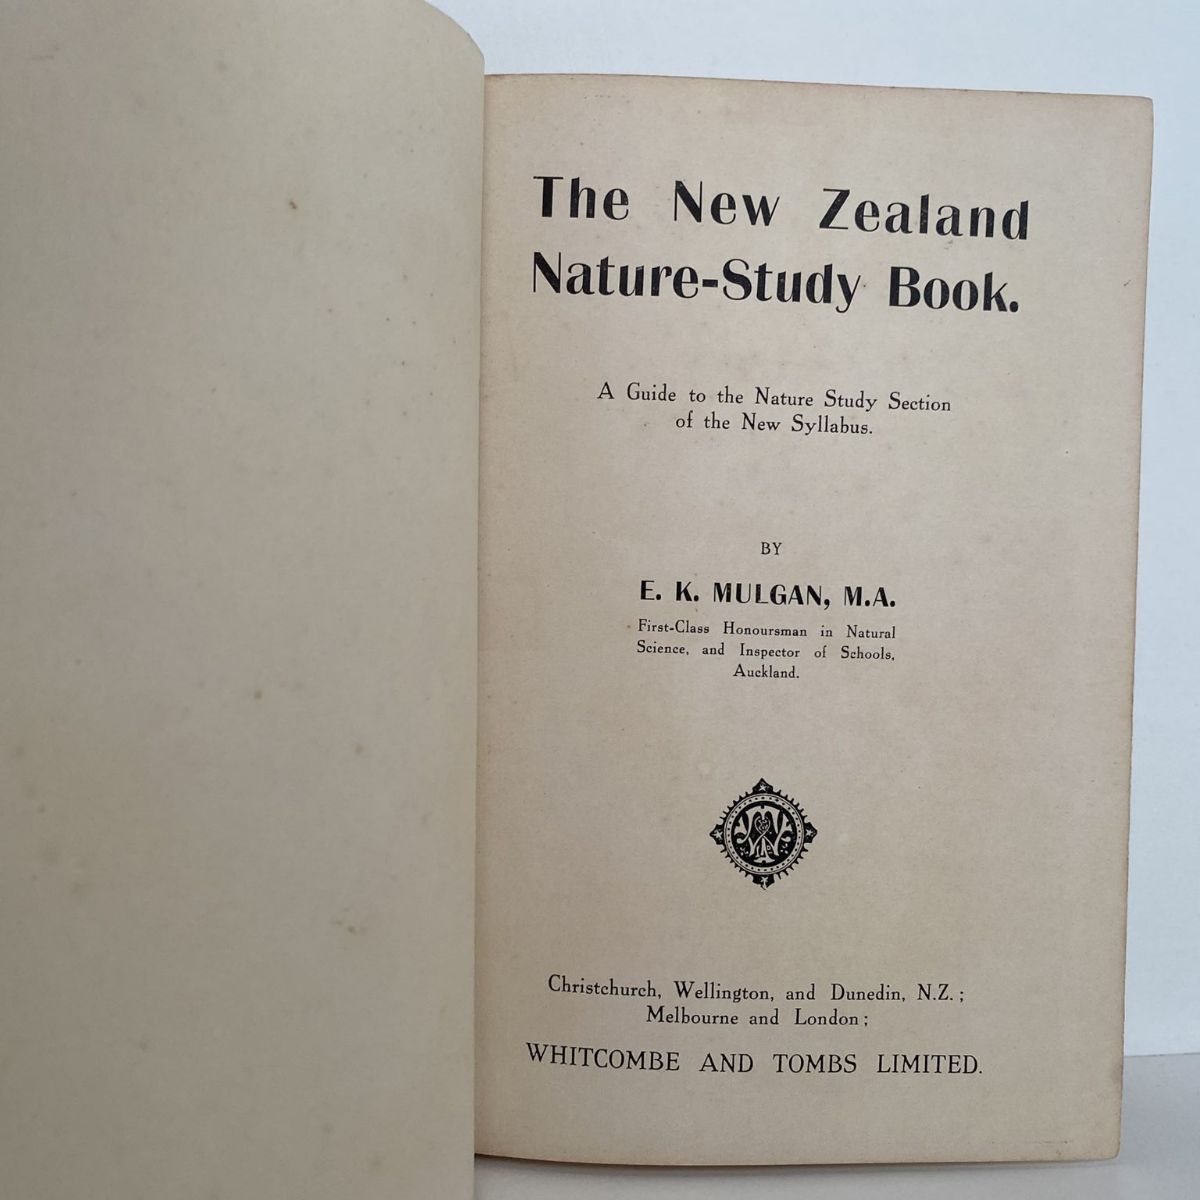 The New Zealand
Nature-Study Book.
A Guide to the Nature Study Section
of the New Syllabus.
BY
E. K. MULGAN, M.A.
First-Class Honoursman in Natural
Science, and Inspector of Schools,
Auckland.
Christchurch, Wellington, and Dunedin, N.Z. ;
Melbourne and London ;
WHITCOMBE AND TOMBS LIMITED.